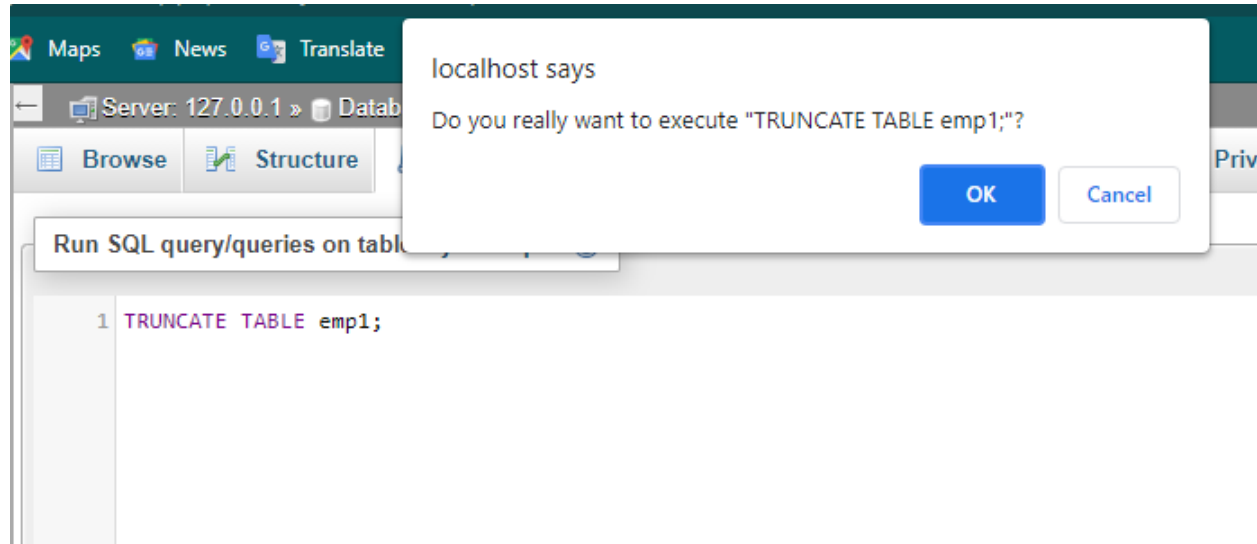 Maps News Translate
localhost says
Do you really want to execute "TRUNCATE TABLE emp1;"?
OK Cancel
← Server: 127.0.0.1 »
Browse Structure
Run SQL query/queries on
1 TRUNCATE TABLE emp1;